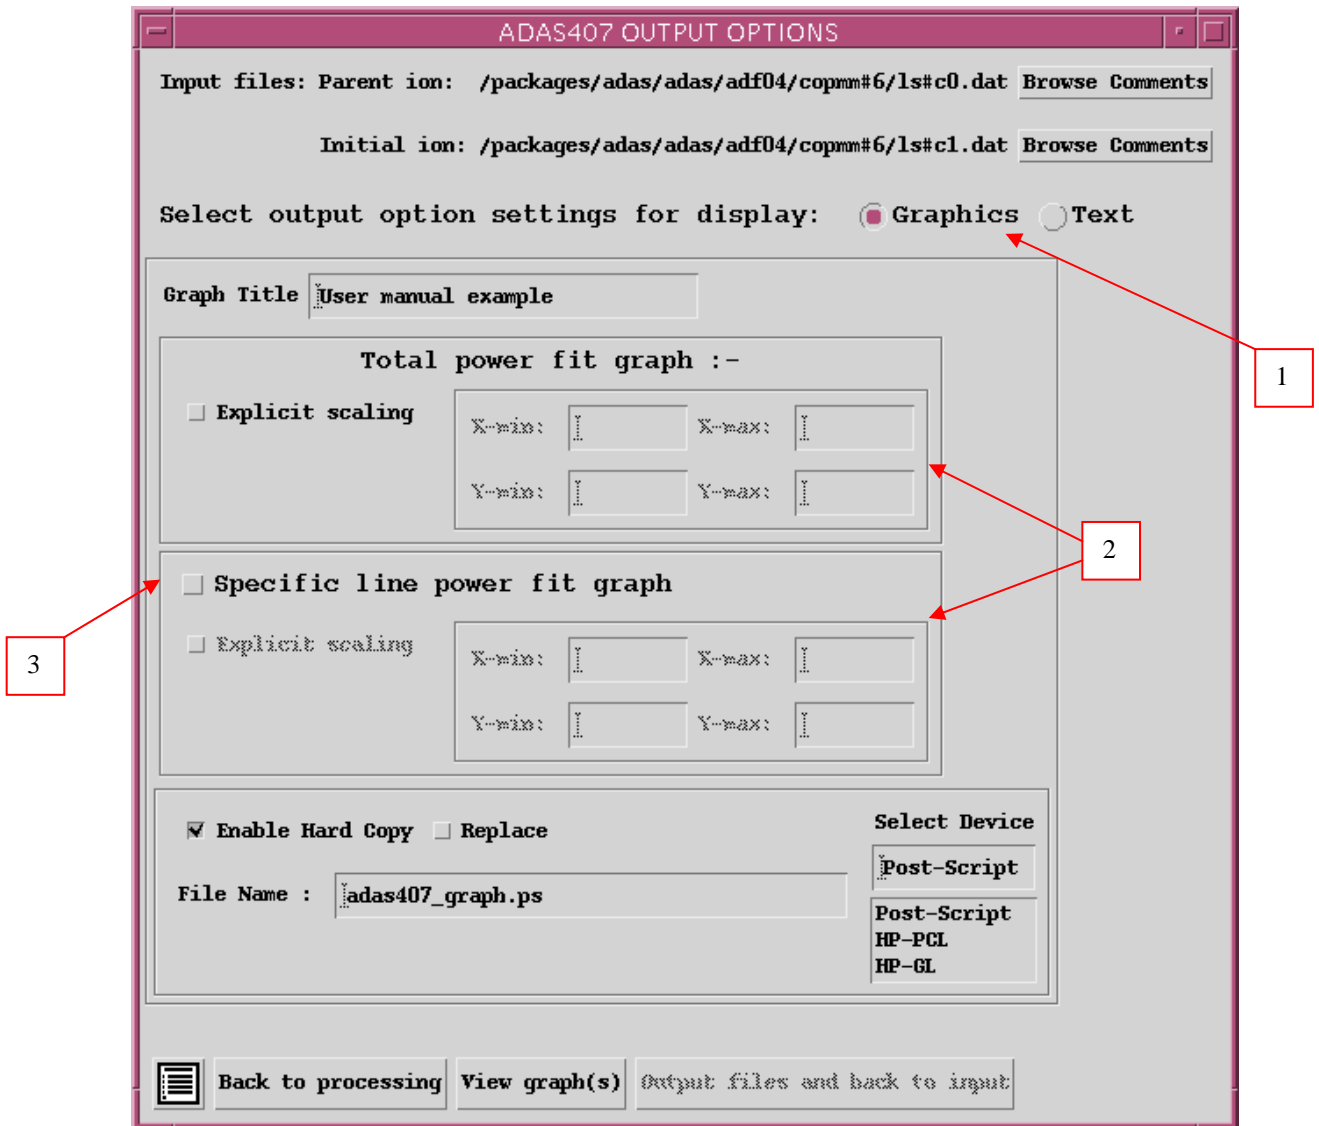 ADAS407 OUTPUT OPTIONS
Input files: Parent ion: /packages/adas/adas/adf04/copmm#6/ls#c0.dat Browse Comments
Initial ion: /packages/adas/adas/adf04/copmm#6/ls#c1.dat Browse Comments
Select output option settings for display: Graphics Text
Graph Title User manual example
1
Total power fit graph :-
Explicit scaling
X-min: X-max:
Y-min: Y-max:
2
Specific line power fit graph
3
Explicit scaling
X-min: X-max:
Y-min: Y-max:
Enable Hard Copy Replace
Select Device
Post-Script
File Name : adas407_graph.ps
Post-Script
HP-PCL
HP-GL
Back to processing View graph(s) Output files and back to input